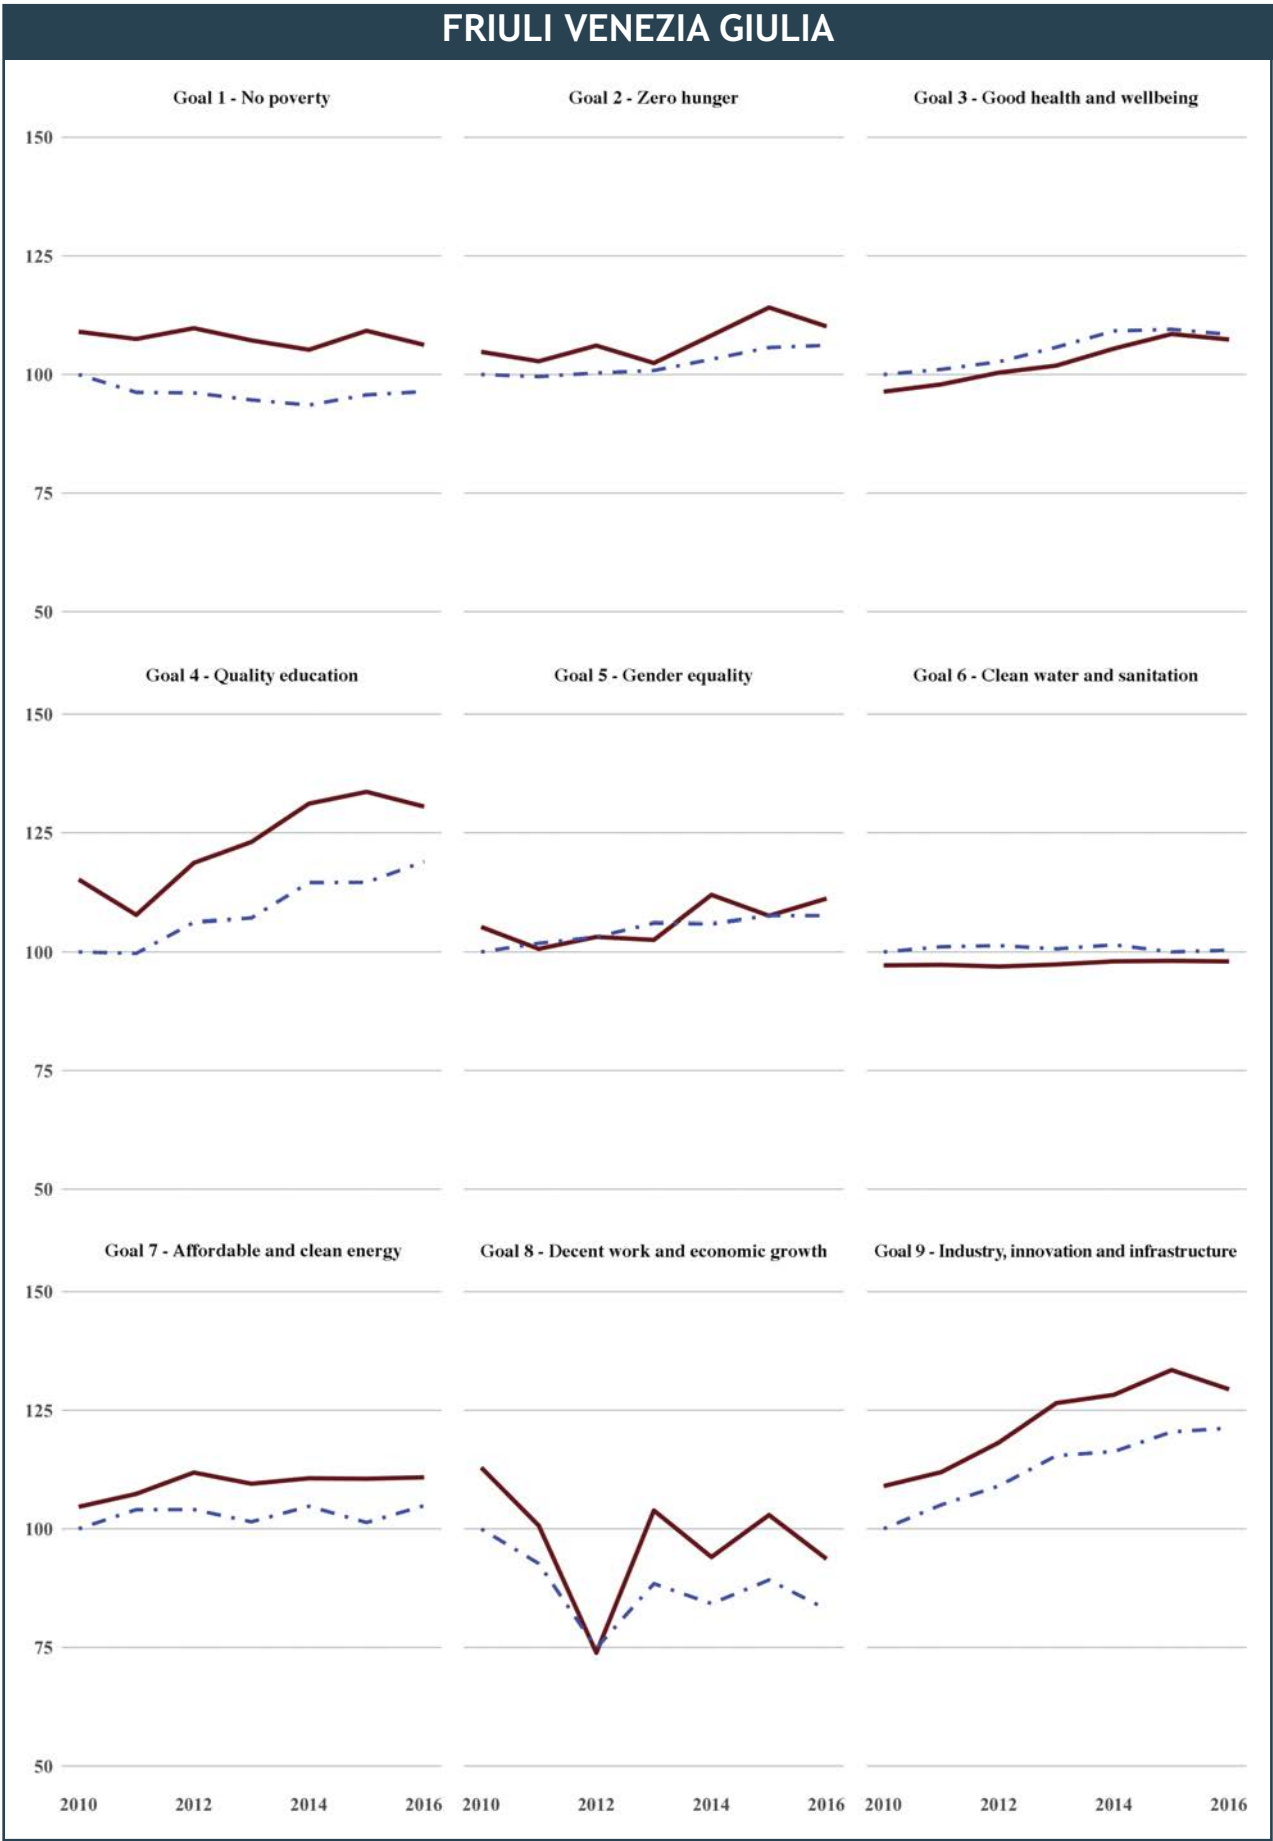 FRIULI VENEZIA GIULIA
Goal 1 - No poverty
Goal 2 - Zero hunger
Goal 3 - Good health and wellbeing
150
125
100
75
50
Goal 4 - Quality education
Goal 5 - Gender equality
Goal 6 - Clean water and sanitation
150
125
100
75
50
Goal 7 - Affordable and clean energy
Goal 8 - Decent work and economic growth
Goal 9 - Industry, innovation and infrastructure
150
125
100
75
50
2010 2012 2014 2016 2010 2012 2014 2016 2010 2012 2014 2016